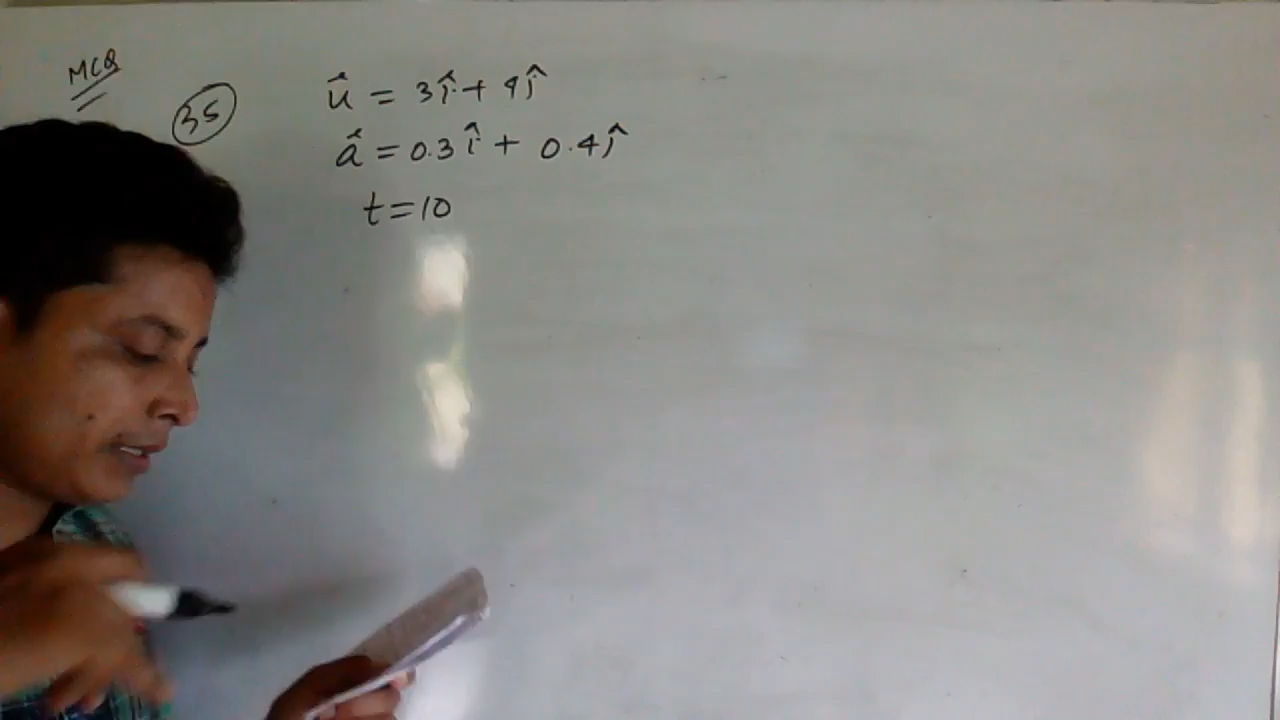 MCQ
35
û = 3î + 4ĵ
â = 0.3î + 0.4ĵ
t = 10